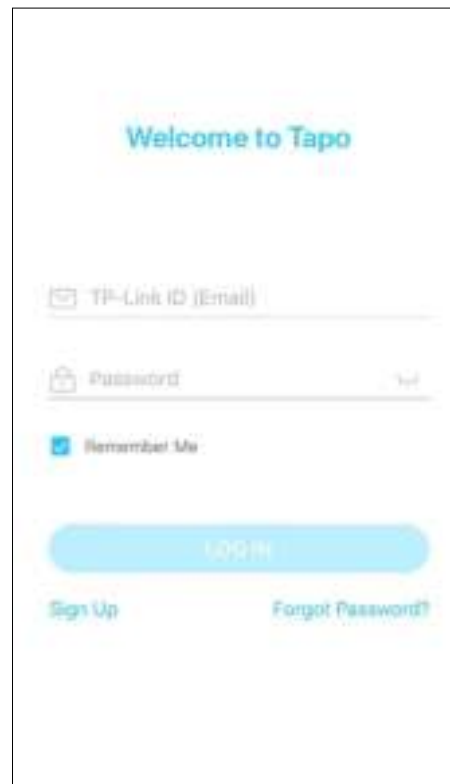 Welcome to Tapo
TP-Link ID (Email)
Password
Remember Me
LOG IN
Sign Up Forgot Password?